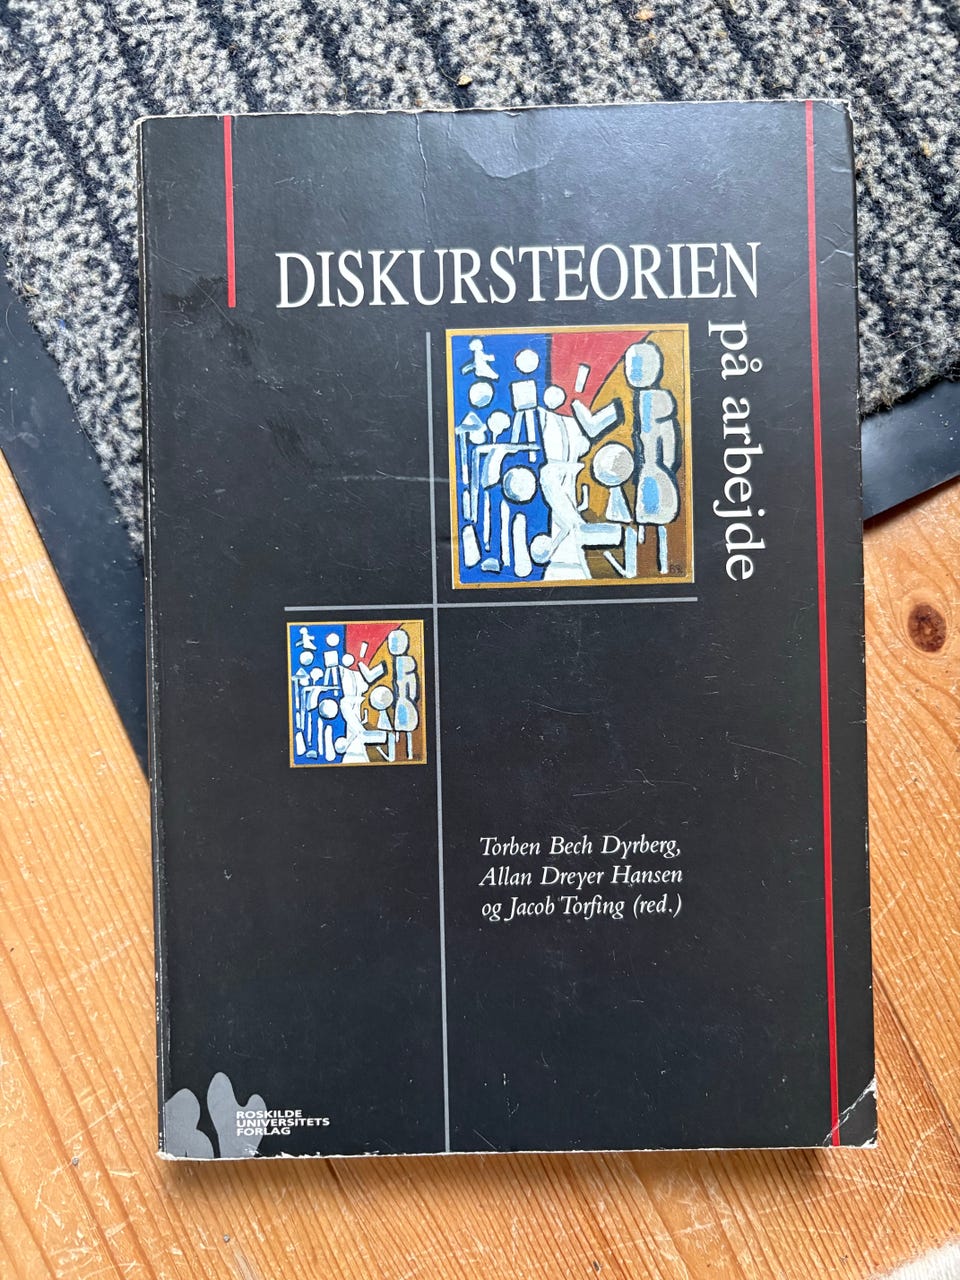 DISKURSTEORIEN
på arbejde
Torben Bech Dyrberg,
Allan Dreyer Hansen
og Jacob Torfing (red.)
ROSKILDE
UNIVERSITETS
FORLAG